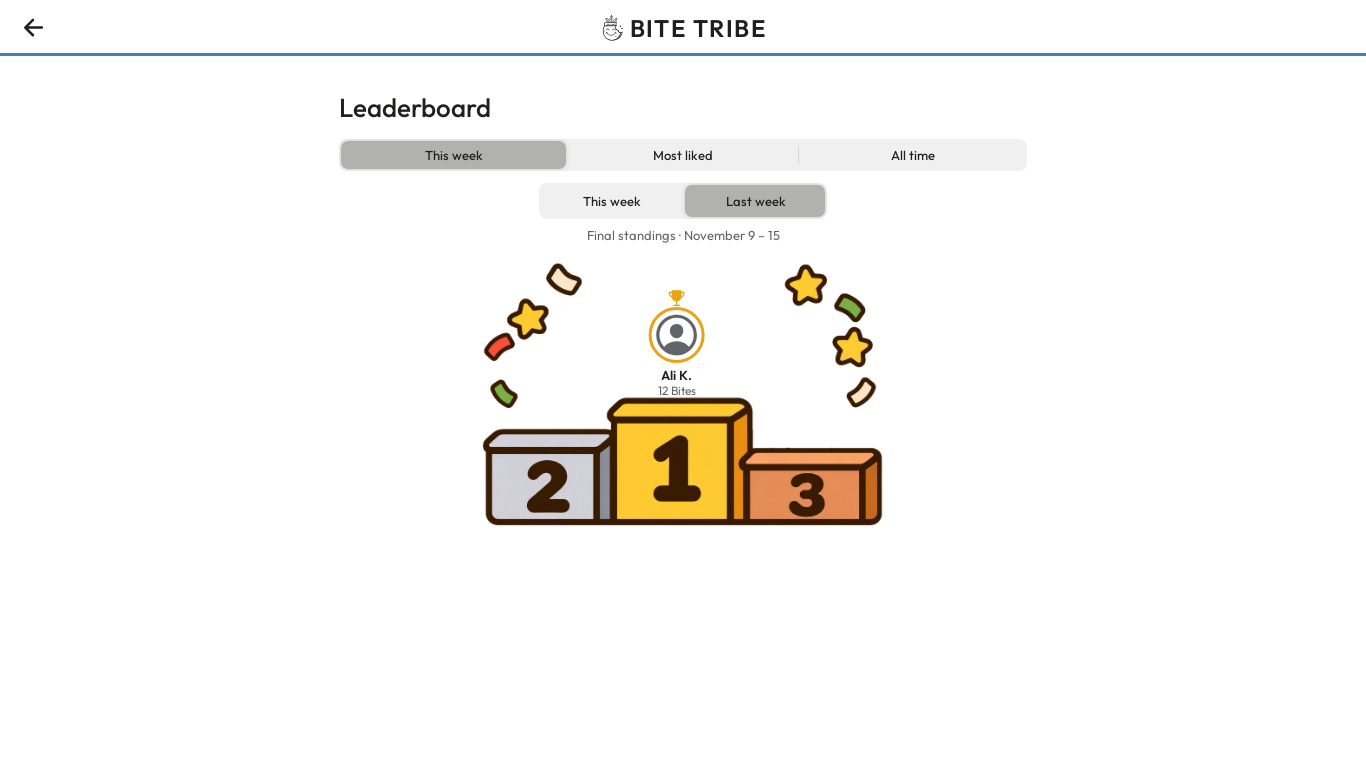 BITE TRIBE
Leaderboard
This week Most liked All time
This week Last week
Final standings · November 9 – 15
Ali K.
12 Bites
1
2
3